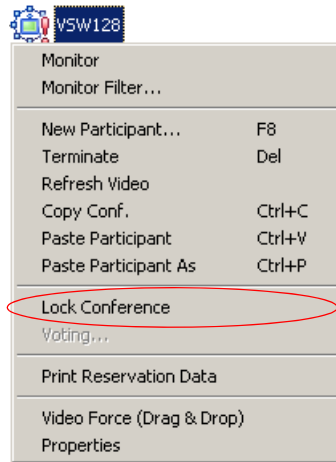 VSW128
Monitor
Monitor Filter...
New Participant... F8
Terminate Del
Refresh Video
Copy Conf. Ctrl+C
Paste Participant Ctrl+V
Paste Participant As Ctrl+P
Lock Conference
Voting...
Print Reservation Data
Video Force (Drag & Drop)
Properties